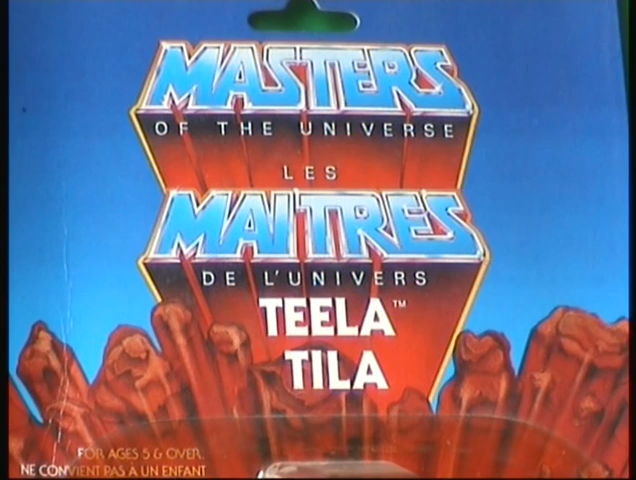 MASTERS
OF THE UNIVERSE
LES
MAITRES
DE L'UNIVERS
TEELA™
TILA
FOR AGES 5 & OVER.
NE CONVIENT PAS A UN ENFANT